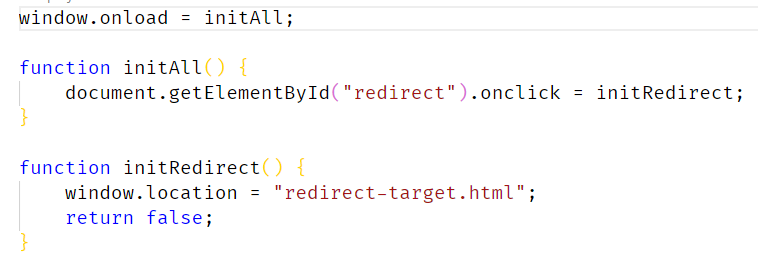 window.onload = initAll;
function initAll() {
document.getElementById("redirect").onclick = initRedirect;
}
function initRedirect() {
window.location = "redirect-target.html";
return false;
}